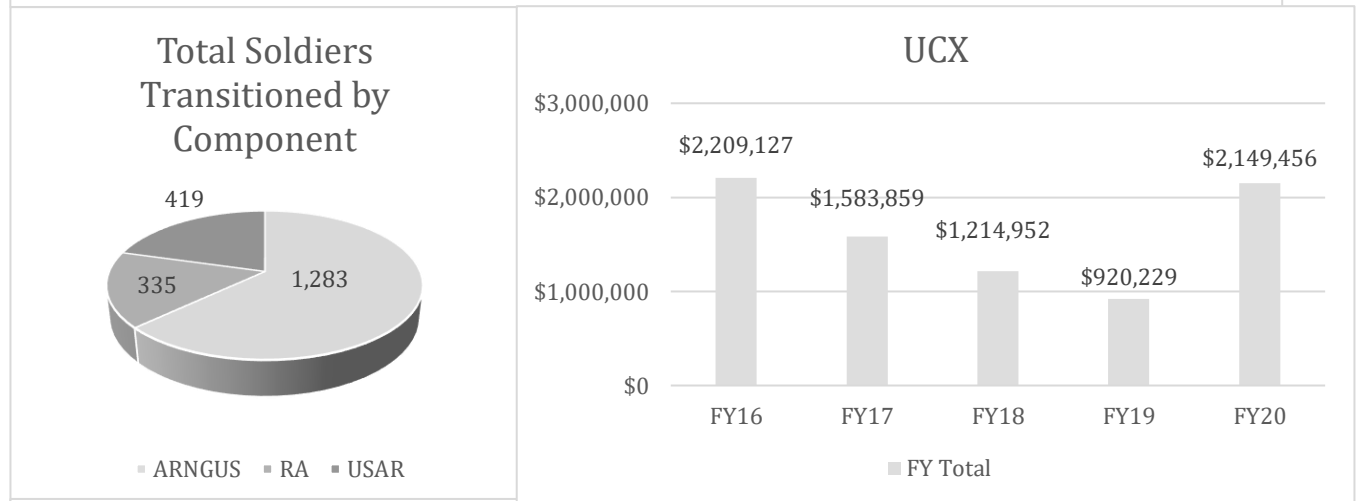 Total Soldiers
Transitioned by
Component
419
335
1,283
ARNGUS RA USAR
UCX
$3,000,000
$2,000,000
$1,000,000
$0
$2,209,127
$1,583,859
$1,214,952
$920,229
$2,149,456
FY16 FY17 FY18 FY19 FY20
FY Total